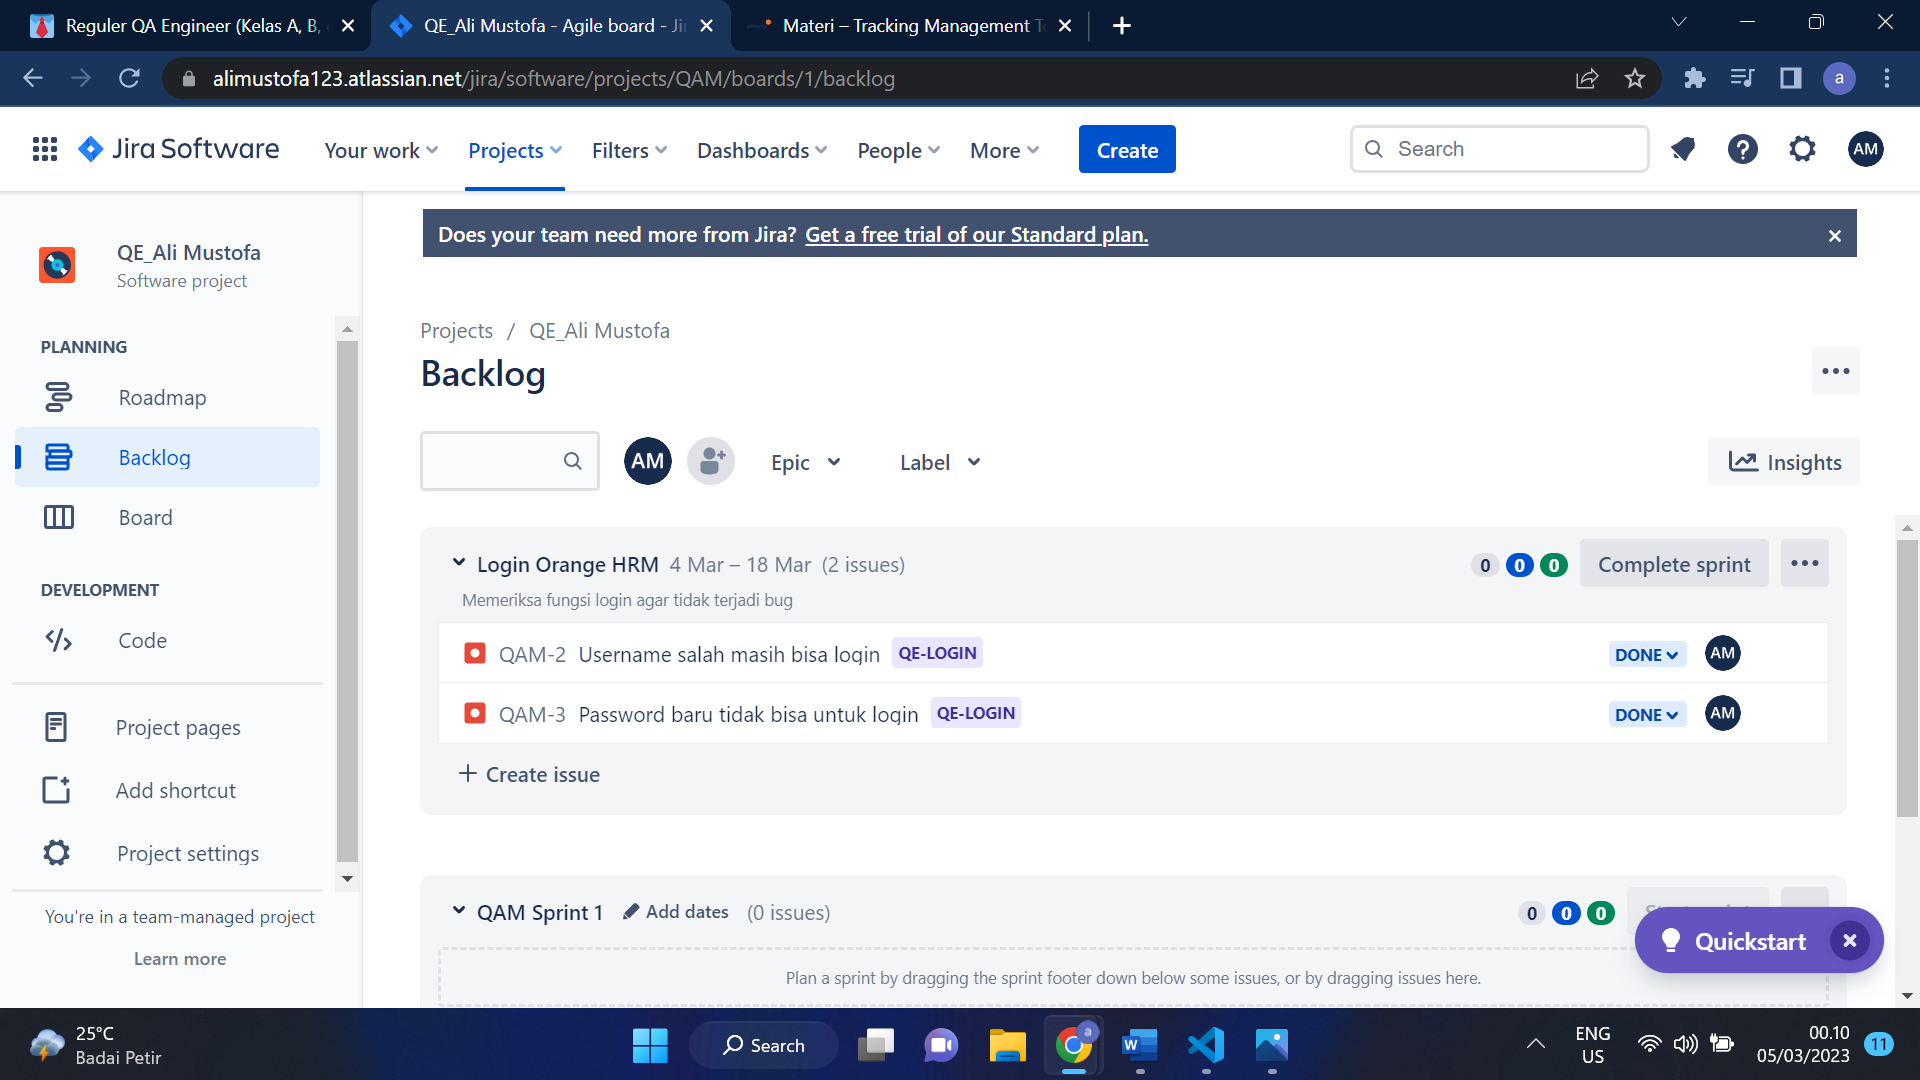 Reguler QA Engineer (Kelas A, B,
QE_Ali Mustofa - Agile board - Ji
Materi – Tracking Management T
alimustofa123.atlassian.net/jira/software/projects/QAM/boards/1/backlog
a
Jira Software
Your work
Projects
Filters
Dashboards
People
More
Create
Search
AM
QE_Ali Mustofa
Software project
PLANNING
Roadmap
Backlog
Board
DEVELOPMENT
Code
Project pages
Add shortcut
Project settings
You're in a team-managed project
Learn more
Does your team need more from Jira? Get a free trial of our Standard plan.
Projects / QE_Ali Mustofa
Backlog
AM
Epic
Label
Insights
Login Orange HRM 4 Mar – 18 Mar (2 issues)
0 0 0
Complete sprint
Memeriksa fungsi login agar tidak terjadi bug
QAM-2 Username salah masih bisa login QE-LOGIN DONE AM
QAM-3 Password baru tidak bisa untuk login QE-LOGIN DONE AM
+ Create issue
QAM Sprint 1 Add dates (0 issues)
0 0 0
Quickstart
Plan a sprint by dragging the sprint footer down below some issues, or by dragging issues here.
25°C
Badai Petir
Search
a
ENG
US
00.10
05/03/2023
11